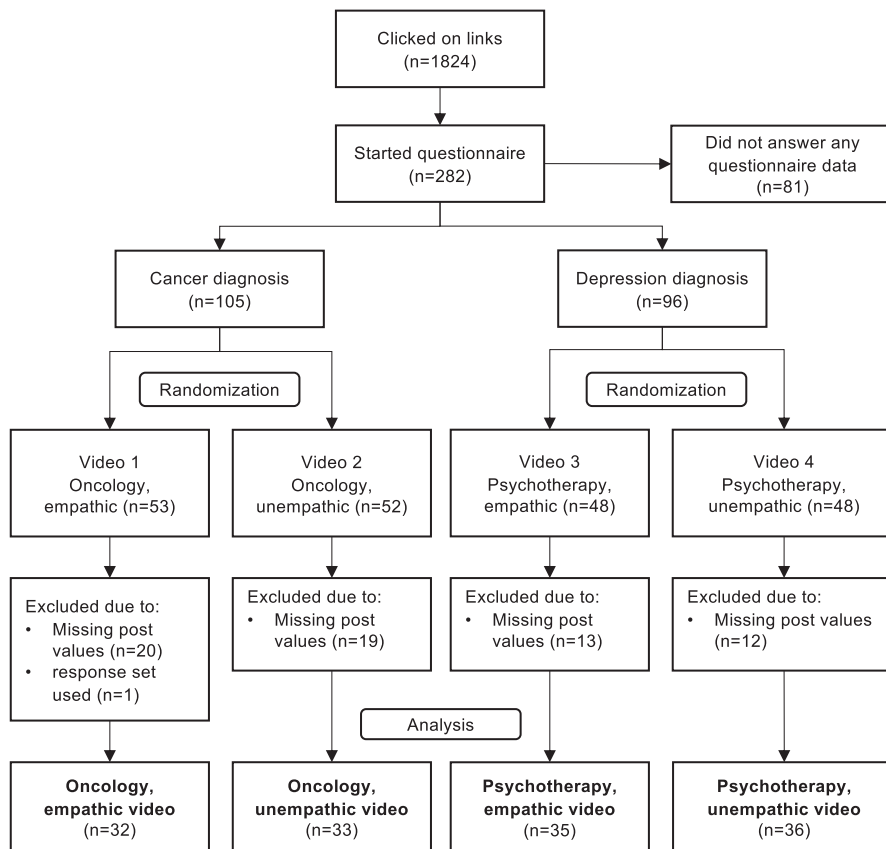 Clicked on links
(n=1824)
Started questionnaire
(n=282)
Did not answer any
questionnaire data
(n=81)
Cancer diagnosis
(n=105)
Depression diagnosis
(n=96)
Randomization
Randomization
Video 1
Oncology,
empathic (n=53)
Video 2
Oncology,
unempathic (n=52)
Video 3
Psychotherapy,
empathic (n=48)
Video 4
Psychotherapy,
unempathic (n=48)
Excluded due to:
• Missing post
values (n=20)
• response set
used (n=1)
Excluded due to:
• Missing post
values (n=19)
Excluded due to:
• Missing post
values (n=13)
Excluded due to:
• Missing post values
(n=12)
Analysis
Oncology,
empathic video
(n=32)
Oncology,
unempathic video
(n=33)
Psychotherapy,
empathic video
(n=35)
Psychotherapy,
unempathic video
(n=36)